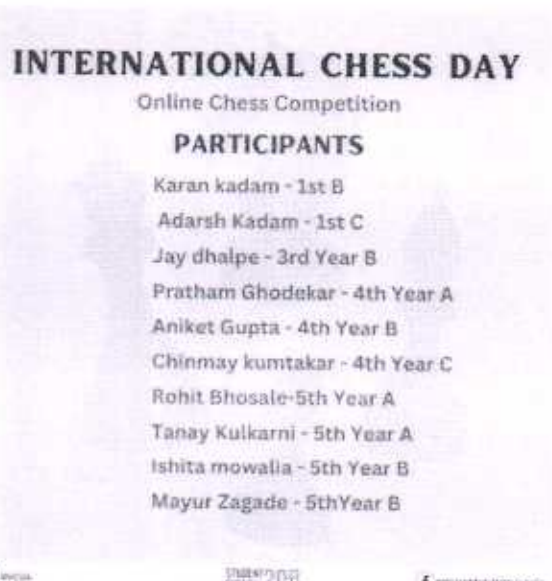 INTERNATIONAL CHESS DAY
Online Chess Competition
PARTICIPANTS
Karan kadam - 1st B
Adarsh Kadam - 1st C
Jay dhalpe - 3rd Year B
Pratham Ghodekar - 4th Year A
Aniket Gupta - 4th Year B
Chinmay kumtakar - 4th Year C
Rohit Bhosale-5th Year A
Tanay Kulkarni - 5th Year A
Ishita mowalia - 5th Year B
Mayur Zagade - 5thYear B